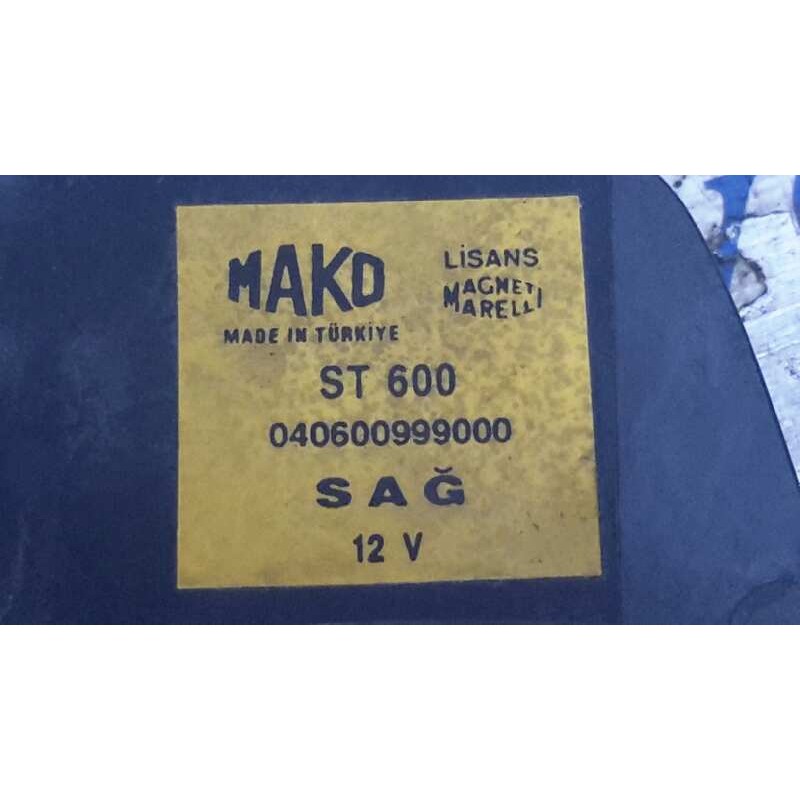 MAKO
LİSANS
MAGNETI
MARELLI
MADE IN TÜRKİYE
ST 600
040600999000
SAĞ
12 V